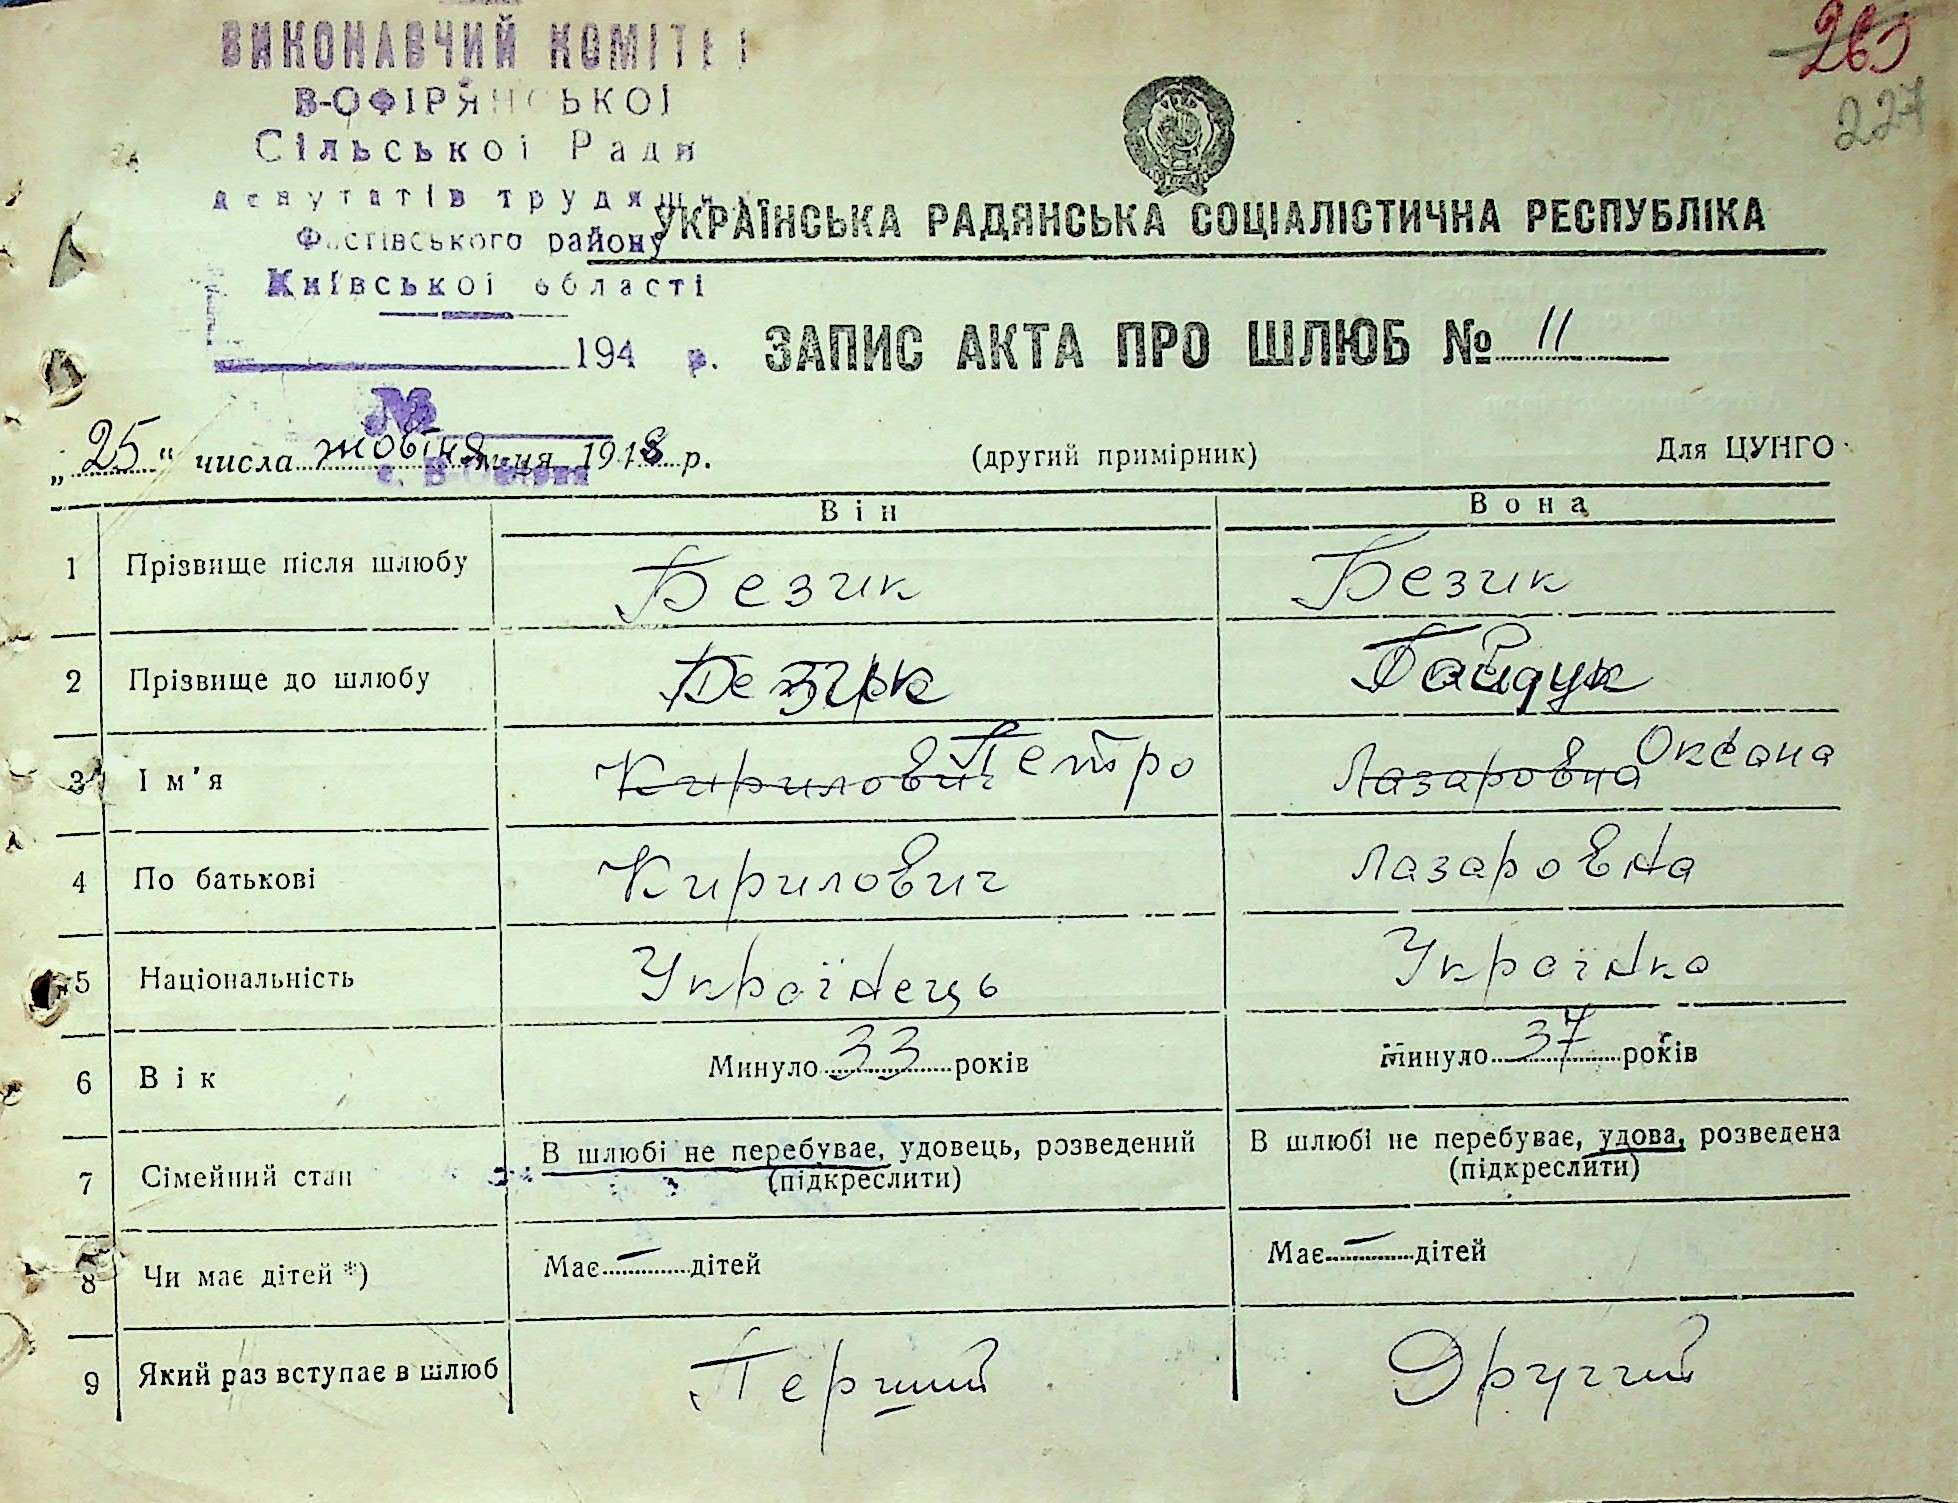 ВИКОНАВЧИЙ КОМІТЕТ
В-ОФІРЯНСЬКОЇ
Сільської Ради
депутатів трудящих
Фастівського району
Київської області
194 р.
№
с. В-Офірня
263
227
УКРАЇНСЬКА РАДЯНСЬКА СОЦІАЛІСТИЧНА РЕСПУБЛІКА
ЗАПИС АКТА ПРО ШЛЮБ № 11
„25“ числа жовтня м-ця 1948 р. (другий примірник) Для ЦУНГО
Він Вона
1 Прізвище після шлюбу Безик Безик
2 Прізвище до шлюбу Безик Гайдук
3 Ім'я Кирилович Петро Лазаровна Оксана
4 По батькові Кирилович Лазаровна
5 Національність Українець Українка
6 Вік Минуло 33 років Минуло 37 років
7 Сімейний стан В шлюбі не перебуває, удовець, розведений (підкреслити) В шлюбі не перебуває, удова, розведена (підкреслити)
8 Чи має дітей *) Має — дітей Має — дітей
9 Який раз вступає в шлюб Перший Другий